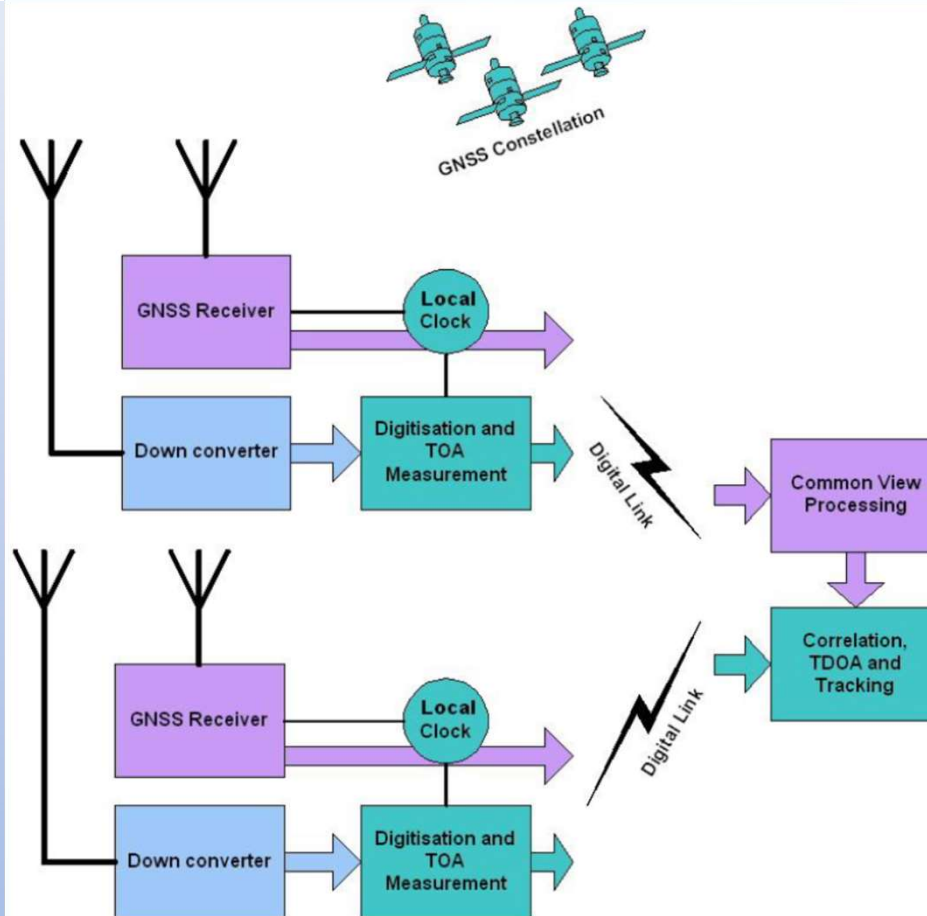 GNSS Constellation
GNSS Receiver
Local
Clock
Down converter
Digitisation and
TOA
Measurement
Digital Link
Common View
Processing
GNSS Receiver
Local
Clock
Down converter
Digitisation and
TOA
Measurement
Digital Link
Correlation,
TDOA and
Tracking